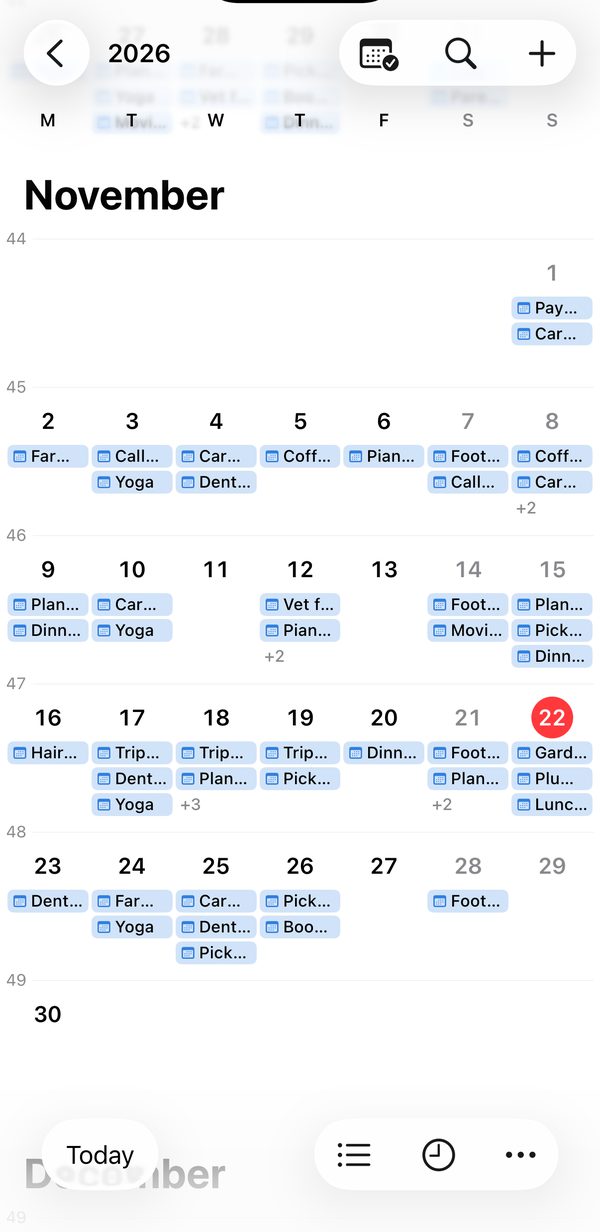 2026
M T W T F S S
November
44
1
Pay...
Car...
45
2 3 4 5 6 7 8
Far... Call... Car... Coff... Pian... Foot... Coff...
Yoga Dent... Call... Car...
+2
46
9 10 11 12 13 14 15
Plan... Car... Vet f... Foot... Plan...
Dinn... Yoga Pian... Movi... Pick...
+2 Dinn...
47
16 17 18 19 20 21 22
Hair... Trip... Trip... Trip... Dinn... Foot... Gard...
Dent... Plan... Pick... Plan... Plu...
Yoga +3 +2 Lunc...
48
23 24 25 26 27 28 29
Dent... Far... Car... Pick... Foot...
Yoga Dent... Boo...
Pick...
49
30
Today
December
49